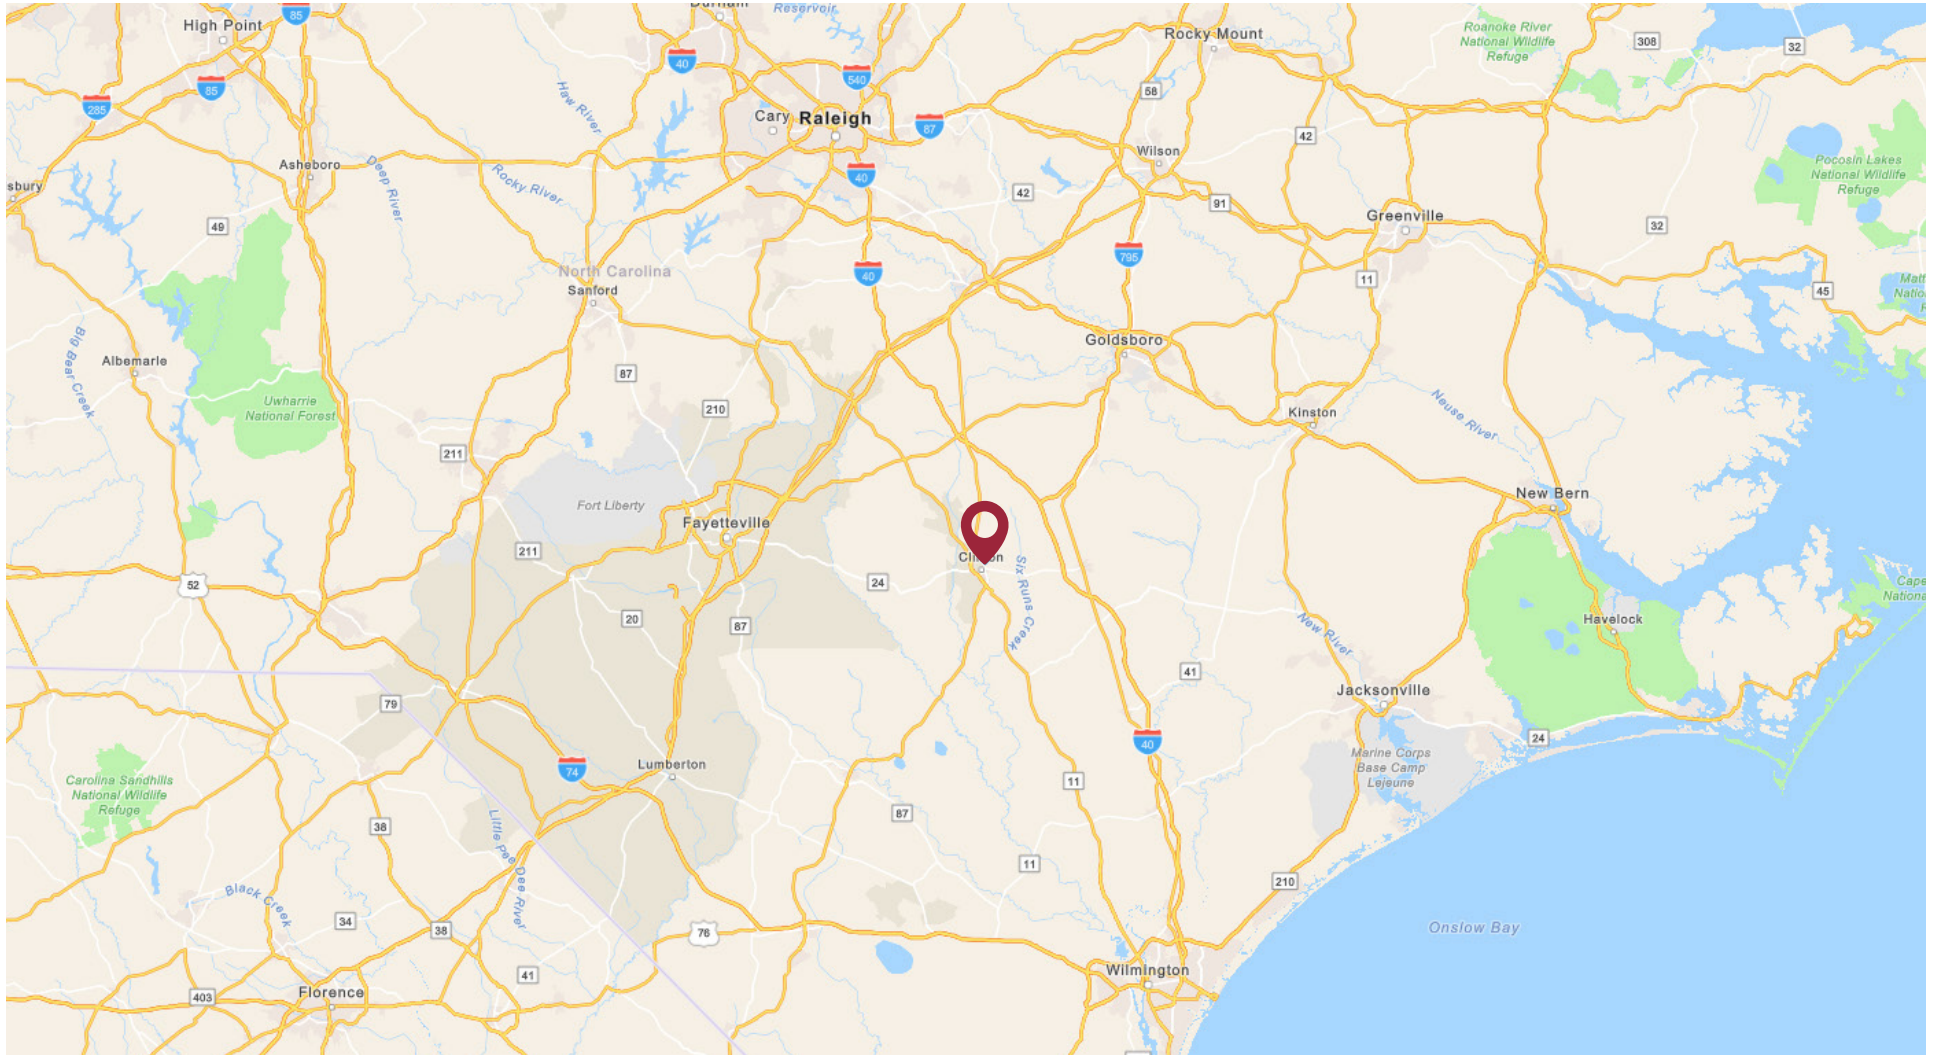 Reservoir
85
High Point
Rocky Mount
Roanoke River
National Wildlife
Refuge
308
32
40
540
85
285
58
Haw River
Cary
Raleigh
87
42
Wilson
Asheboro
Deep River
Rocky River
40
42
91
Pocosin Lakes
National Wildlife
Refuge
sbury
49
Greenville
32
795
North Carolina
Sanford
40
11
45
Big Bear Creek
Albemarle
Goldsboro
87
210
Uwharrie
National Forest
Kinston
Neuse River
211
Fort Liberty
New Bern
Fayetteville
211
24
Six Runs Creek
52
Cape
Nationa
20
87
New River
Havelock
41
79
Jacksonville
24
40
Marine Corps
Base Camp
Lejeune
74
Lumberton
11
Carolina Sandhills
National Wildlife
Refuge
38
87
Little Pee Dee River
11
210
Black Creek
34
38
76
Onslow Bay
41
Wilmington
403
Florence